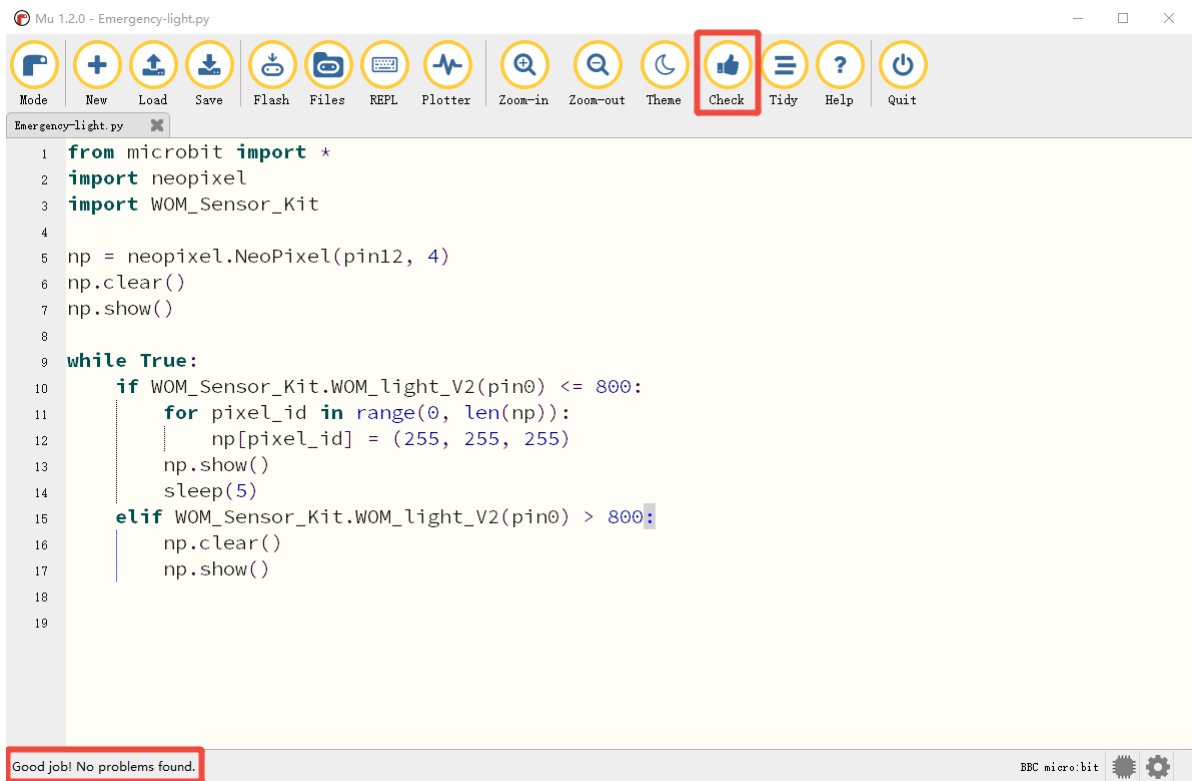 Mu 1.2.0 - Emergency-light.py
Mode New Load Save Flash Files REPL Plotter Zoom-in Zoom-out Theme Check Tidy Help Quit
Emergency-light.py
1 from microbit import *
2 import neopixel
3 import WOM_Sensor_Kit
4
5 np = neopixel.NeoPixel(pin12, 4)
6 np.clear()
7 np.show()
8
9 while True:
10     if WOM_Sensor_Kit.WOM_light_V2(pin0) <= 800:
11         for pixel_id in range(0, len(np)):
12             np[pixel_id] = (255, 255, 255)
13         np.show()
14         sleep(5)
15     elif WOM_Sensor_Kit.WOM_light_V2(pin0) > 800:
16         np.clear()
17         np.show()
18
19
Good job! No problems found. BBC micro:bit